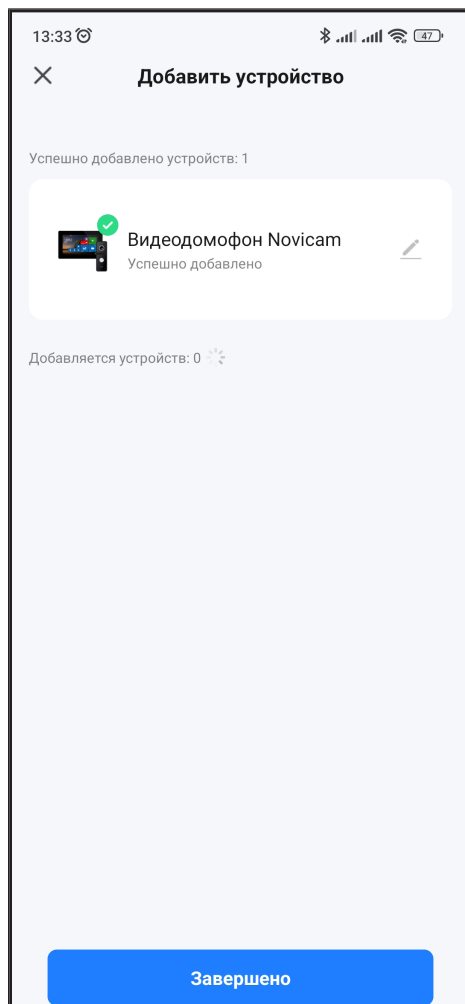 13:33
47
Добавить устройство
Успешно добавлено устройств: 1
Видеодомофон Novicam
Успешно добавлено
Добавляется устройств: 0
Завершено